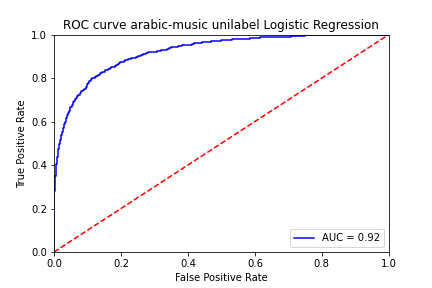 ROC curve arabic-music unilabel Logistic Regression
1.0
0.8
0.6
0.4
0.2
0.0
True Positive Rate
AUC = 0.92
0.0 0.2 0.4 0.6 0.8 1.0
False Positive Rate